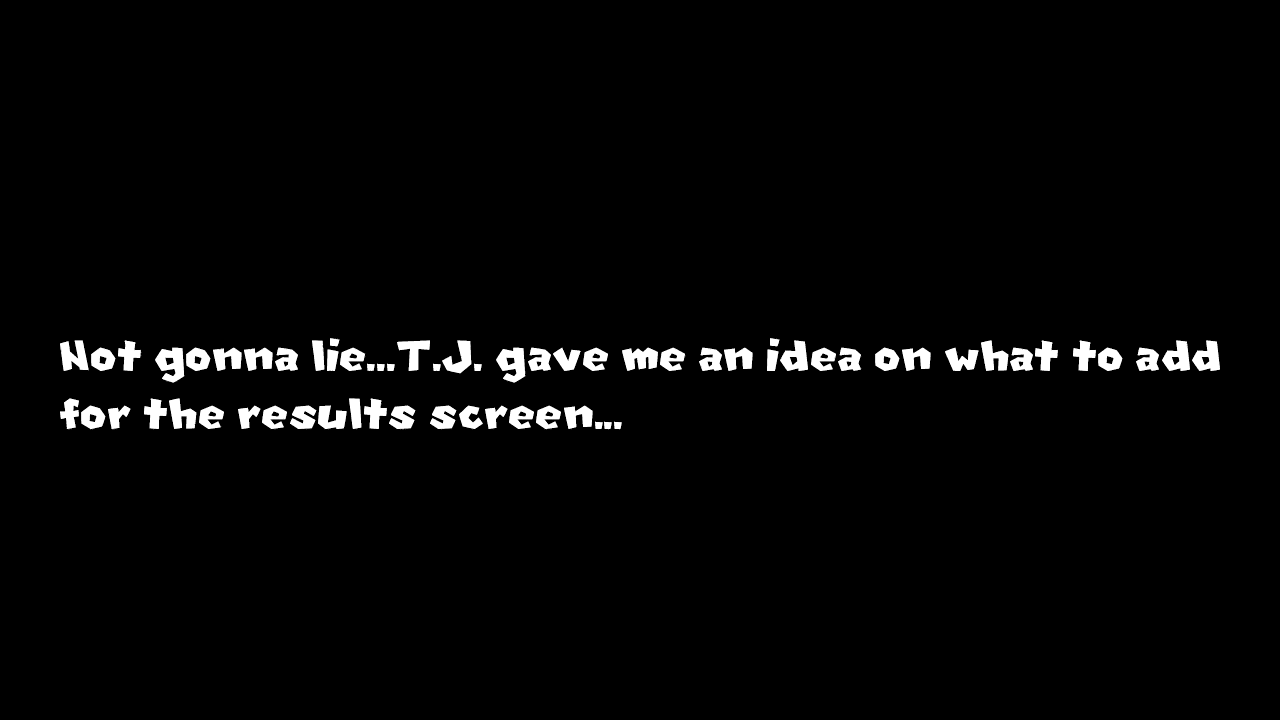 Not gonna lie...T.J. gave me an idea on what to add
for the results screen...